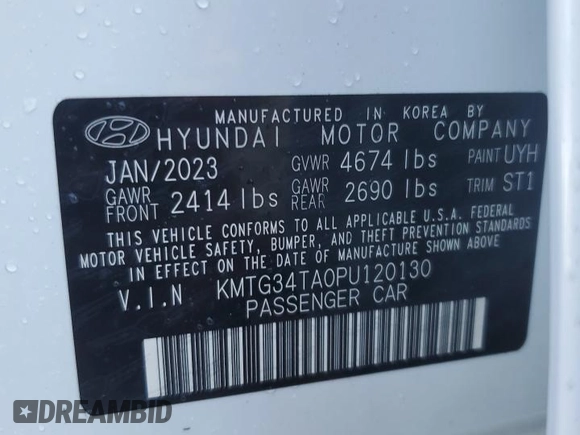 MANUFACTURED IN KOREA BY
HYUNDAI MOTOR COMPANY
JAN/2023 GVWR 4674 lbs PAINT UYH
GAWR FRONT 2414 lbs GAWR REAR 2690 lbs TRIM ST1
THIS VEHICLE CONFORMS TO ALL APPLICABLE U.S.A. FEDERAL
MOTOR VEHICLE SAFETY, BUMPER, AND THEFT PREVENTION STANDARDS
IN EFFECT ON THE DATE OF MANUFACTURE SHOWN ABOVE.
V.I.N KMTG34TA0PU120130
PASSENGER CAR
DREAMBID